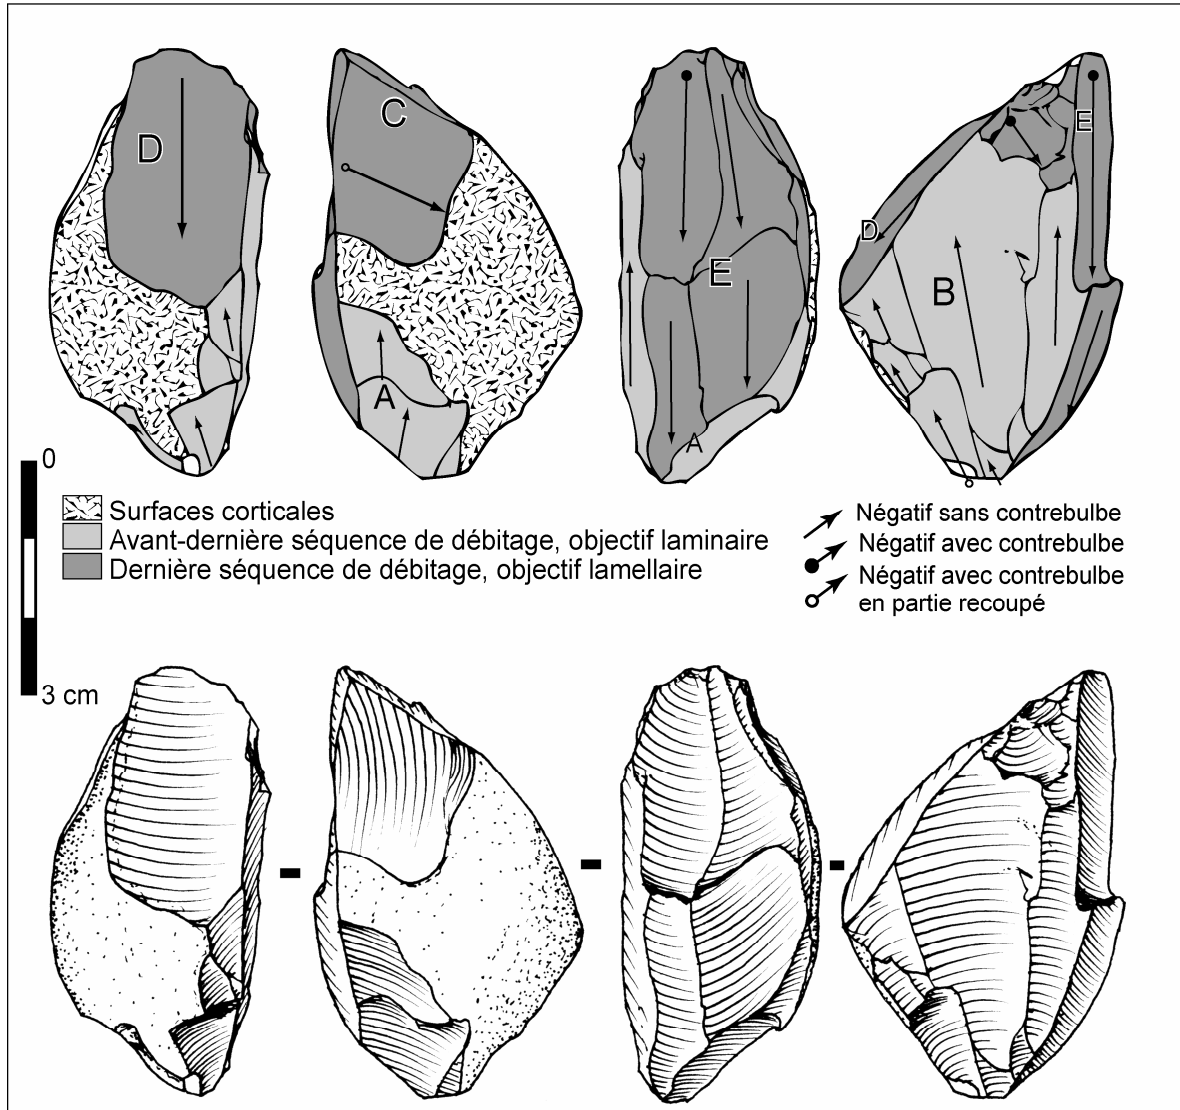 D
C
E
E
D
B
A
A
0
3 cm
Surfaces corticales
Avant-dernière séquence de débitage, objectif laminaire
Dernière séquence de débitage, objectif lamellaire
Négatif sans contrebulbe
Négatif avec contrebulbe
Négatif avec contrebulbe
en partie recoupé